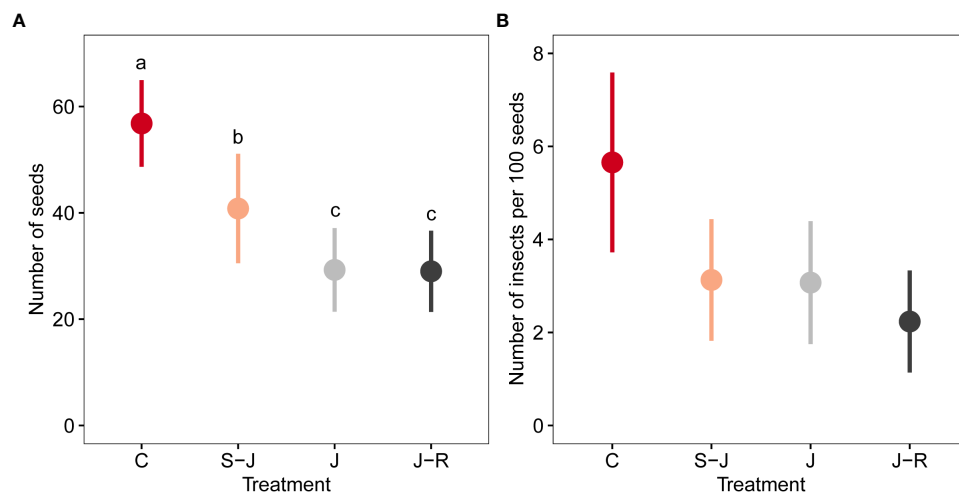 A
B
Number of seeds
60
40
20
0
a
b
c
c
C
S–J
J
J–R
Treatment
Number of insects per 100 seeds
8
6
4
2
0
C
S–J
J
J–R
Treatment